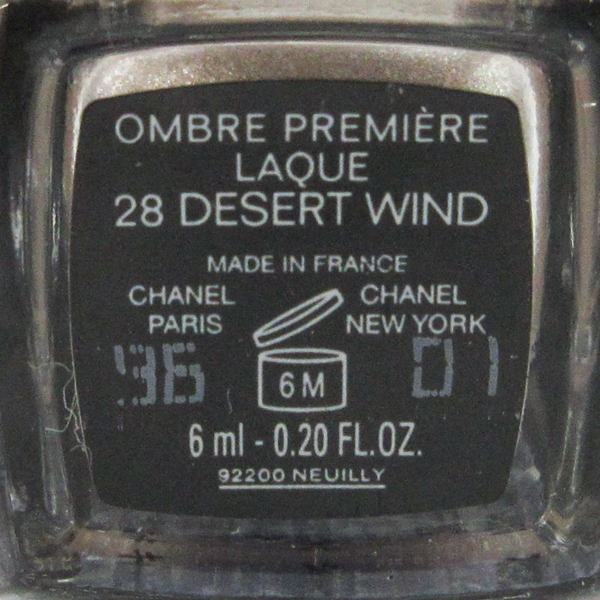 OMBRE PREMIÈRE
LAQUE
28 DESERT WIND
MADE IN FRANCE
CHANEL
PARIS
CHANEL
NEW YORK
01
6 M
6 ml - 0.20 FL.OZ.
92200 NEUILLY